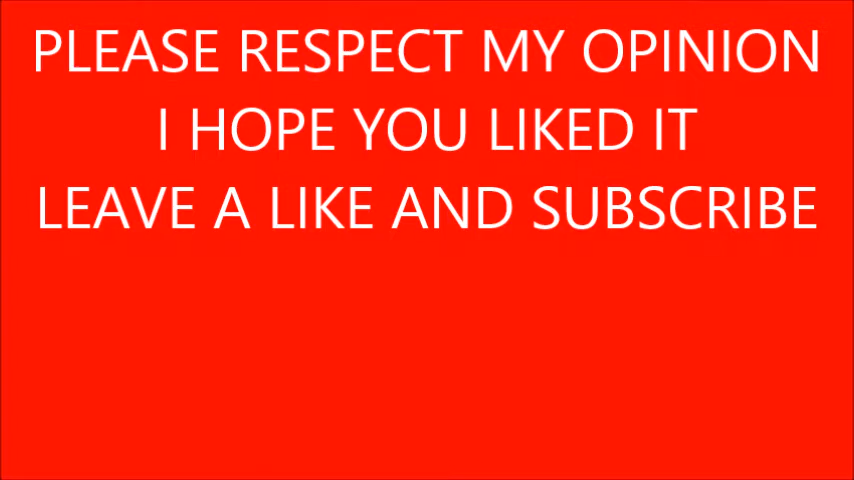 PLEASE RESPECT MY OPINION
I HOPE YOU LIKED IT
LEAVE A LIKE AND SUBSCRIBE